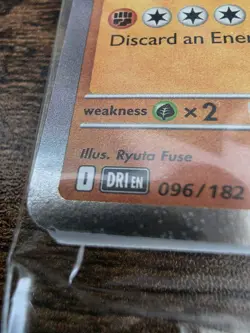 Discard an Ener
weakness ×2
Illus. Ryuta Fuse
I DRI EN 096/182